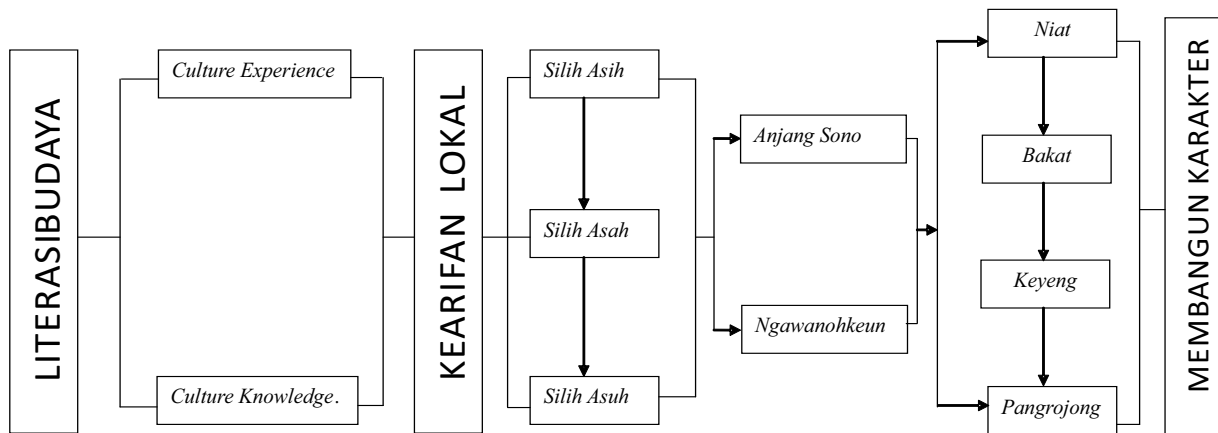 LITERASIBUDAYA
Culture Experience
Culture Knowledge.
KEARIFAN LOKAL
Silih Asih
Silih Asah
Silih Asuh
Anjang Sono
Ngawanohkeun
Niat
Bakat
Keyeng
Pangrojong
MEMBANGUN KARAKTER